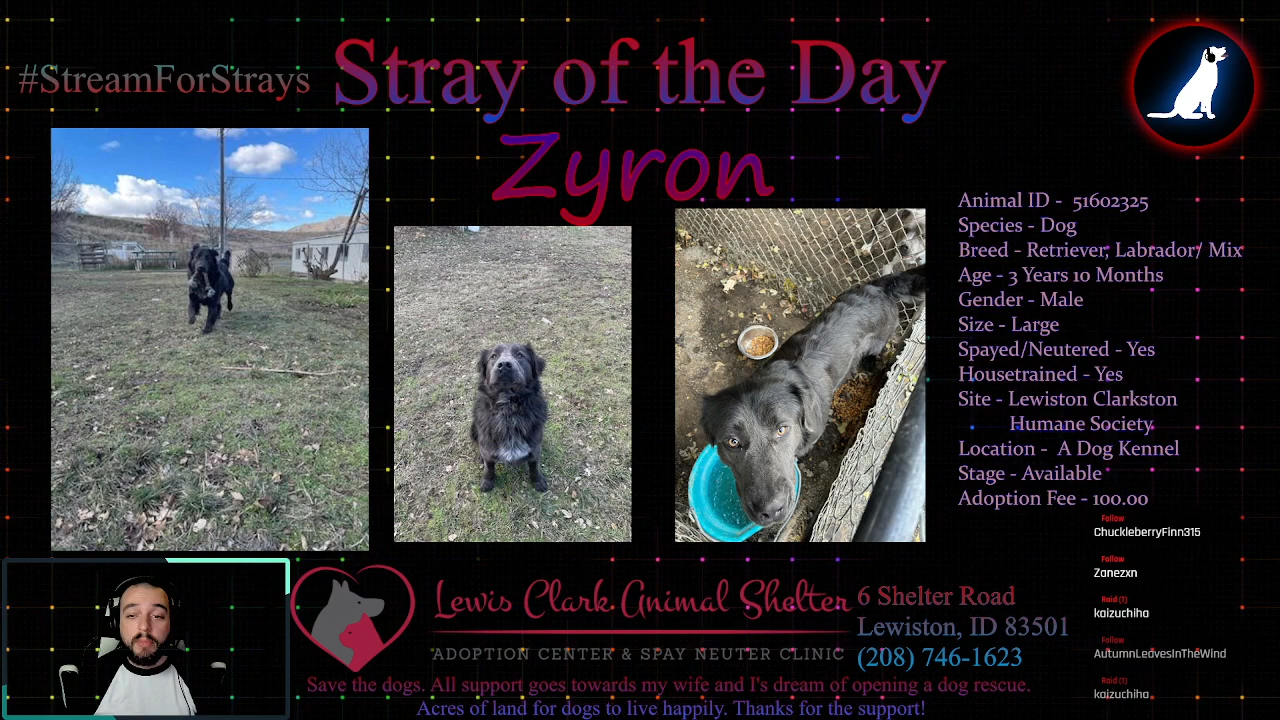 #StreamForStrays
Stray of the Day
Zyron
Animal ID - 51602325
Species - Dog
Breed - Retriever, Labrador/ Mix
Age - 3 Years 10 Months
Gender - Male
Size - Large
Spayed/Neutered - Yes
Housetrained - Yes
Site - Lewiston Clarkston
Humane Society
Location - A Dog Kennel
Stage - Available
Adoption Fee - 100.00
Follow
ChuckleberryFinn315
Follow
Zanezxn
Raid (1)
kaizuchiha
Follow
AutumnLeavesInTheWind
Raid (1)
kaizuchiha
Lewis Clark Animal Shelter
ADOPTION CENTER & SPAY NEUTER CLINIC
6 Shelter Road
Lewiston, ID 83501
(208) 746-1623
Save the dogs. All support goes towards my wife and I's dream of opening a dog rescue.
Acres of land for dogs to live happily. Thanks for the support!